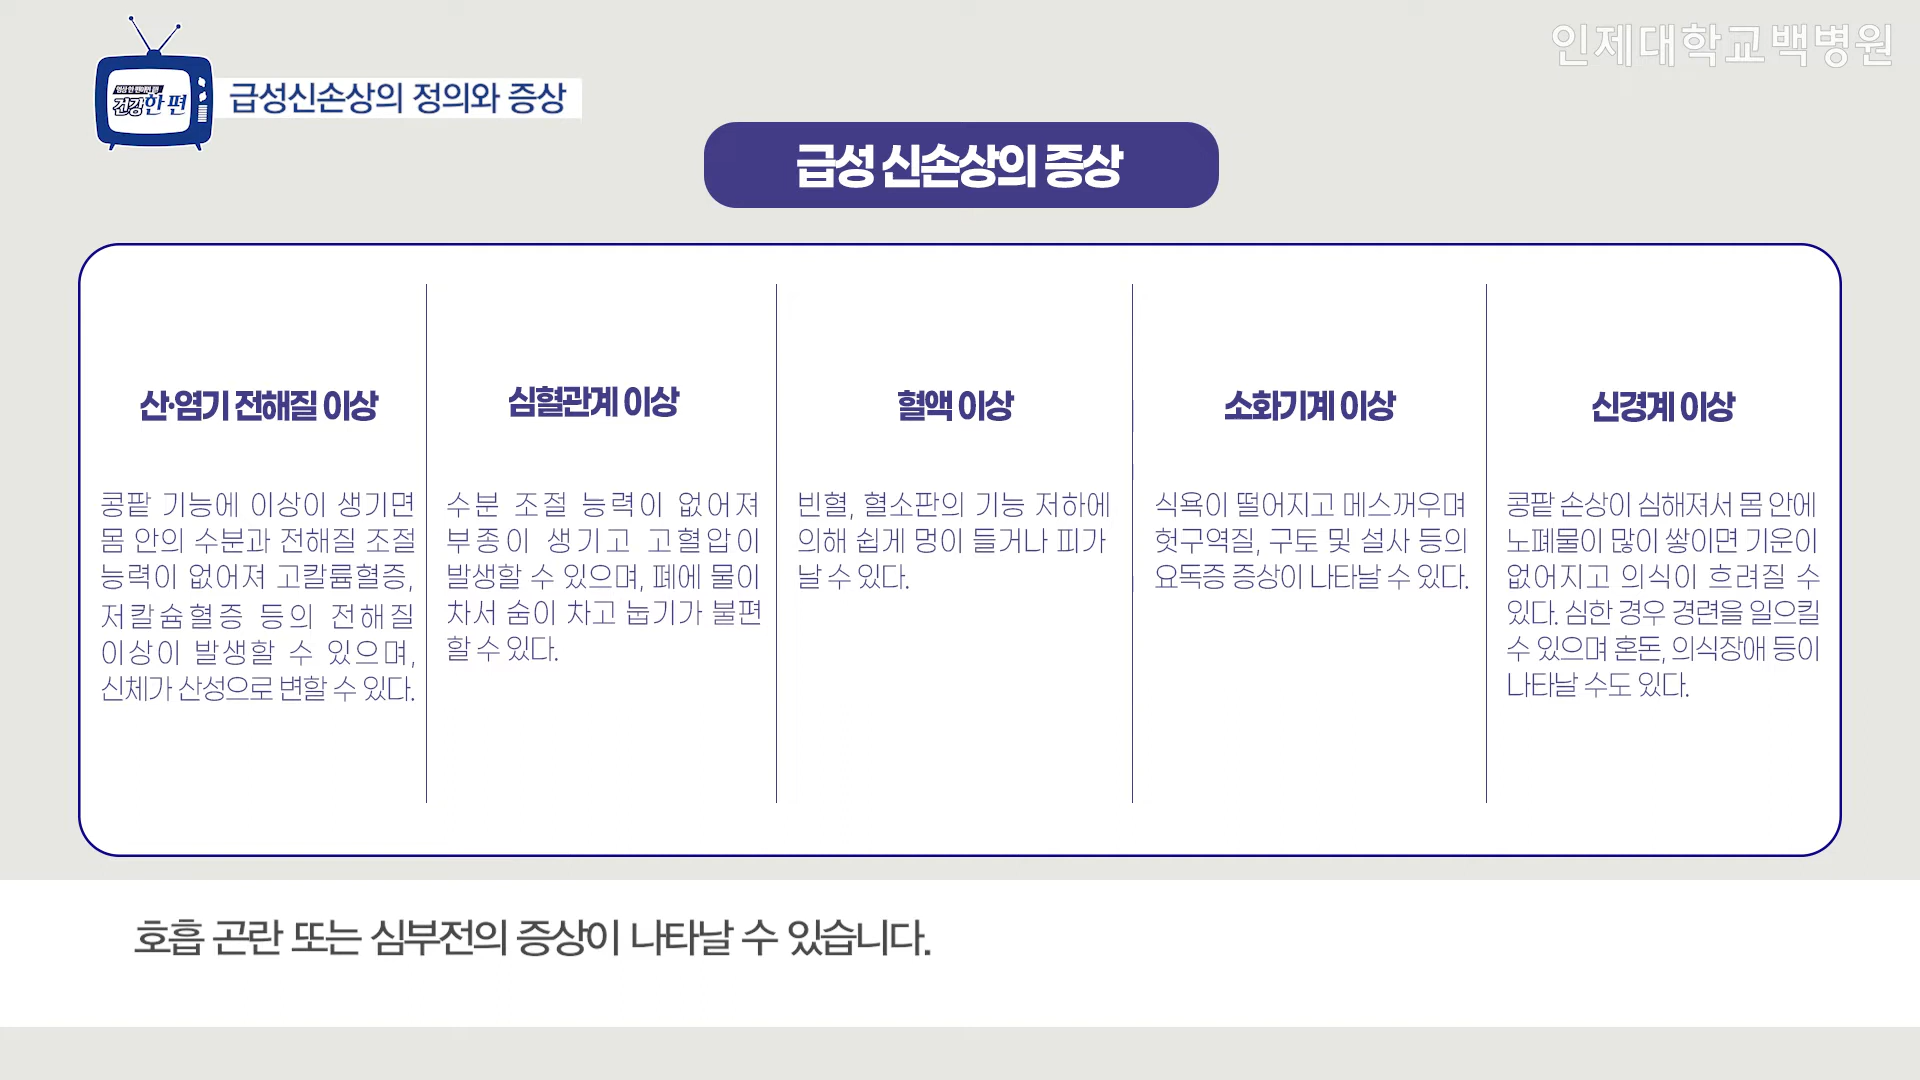 인제대학교백병원
영상 한 편이면 끝!
건강한 편
급성신손상의 정의와 증상
급성 신손상의 증상
산·염기 전해질 이상
콩팥 기능에 이상이 생기면
몸 안의 수분과 전해질 조절
능력이 없어져 고칼륨혈증,
저칼슘혈증 등의 전해질
이상이 발생할 수 있으며,
신체가 산성으로 변할 수 있다.
심혈관계 이상
수분 조절 능력이 없어져
부종이 생기고 고혈압이
발생할 수 있으며, 폐에 물이
차서 숨이 차고 눕기가 불편
할 수 있다.
혈액 이상
빈혈, 혈소판의 기능 저하에
의해 쉽게 멍이 들거나 피가
날 수 있다.
소화기계 이상
식욕이 떨어지고 메스꺼우며
헛구역질, 구토 및 설사 등의
요독증 증상이 나타날 수 있다.
신경계 이상
콩팥 손상이 심해져서 몸 안에
노폐물이 많이 쌓이면 기운이
없어지고 의식이 흐려질 수
있다. 심한 경우 경련을 일으킬
수 있으며 혼돈, 의식장애 등이
나타날 수도 있다.
호흡 곤란 또는 심부전의 증상이 나타날 수 있습니다.